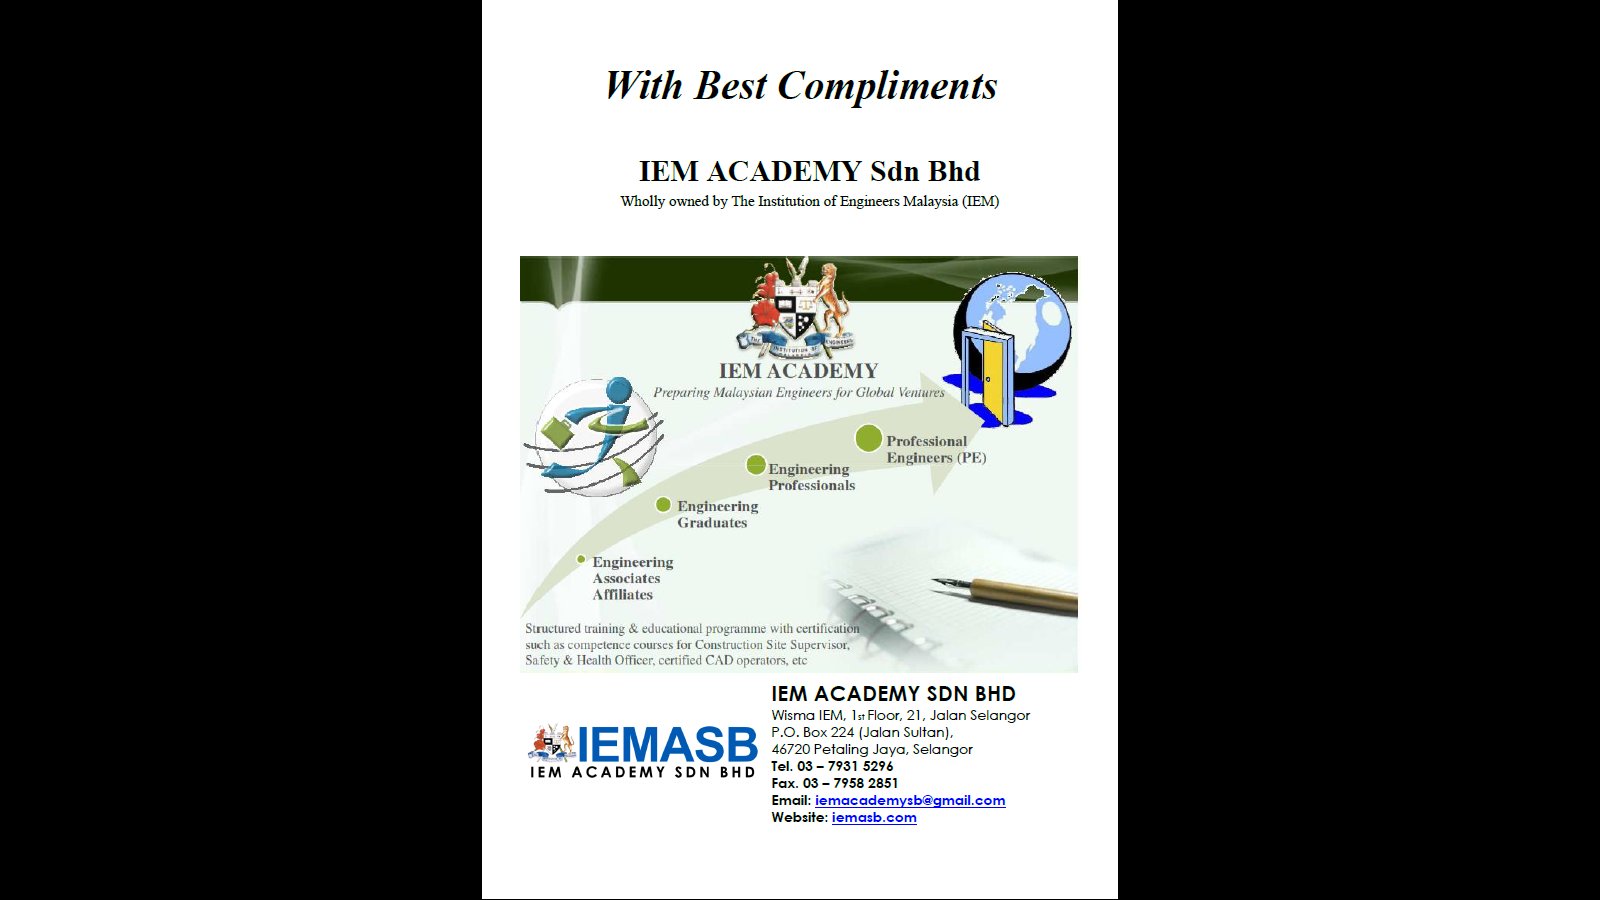 With Best Compliments
IEM ACADEMY Sdn Bhd
Wholly owned by The Institution of Engineers Malaysia (IEM)
THE INSTITUTION OF ENGINEERS
IEM ACADEMY
Preparing Malaysian Engineers for Global Ventures
Professional
Engineers (PE)
Engineering
Professionals
Engineering
Graduates
Engineering
Associates
Affiliates
Structured training & educational programme with certification
such as competence courses for Construction Site Supervisor,
Safety & Health Officer, certified CAD operators, etc
IEMASB
IEM ACADEMY SDN BHD
IEM ACADEMY SDN BHD
Wisma IEM, 1st Floor, 21, Jalan Selangor
P.O. Box 224 (Jalan Sultan),
46720 Petaling Jaya, Selangor
Tel. 03 – 7931 5296
Fax. 03 – 7958 2851
Email: iemacademysb@gmail.com
Website: iemasb.com